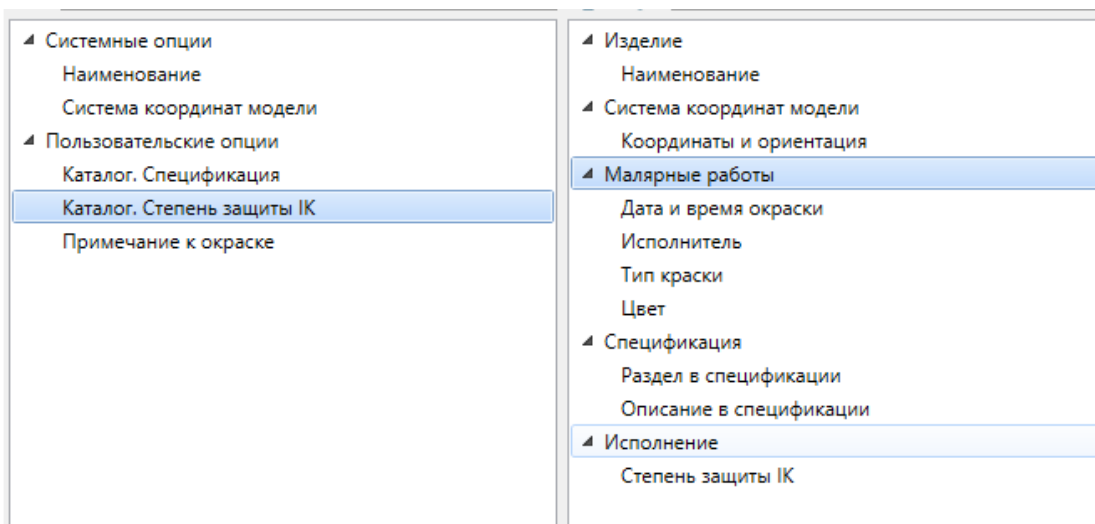 Системные опции
Наименование
Система координат модели
Пользовательские опции
Каталог. Спецификация
Каталог. Степень защиты IK
Примечание к окраске
Изделие
Наименование
Система координат модели
Координаты и ориентация
Малярные работы
Дата и время окраски
Исполнитель
Тип краски
Цвет
Спецификация
Раздел в спецификации
Описание в спецификации
Исполнение
Степень защиты IK